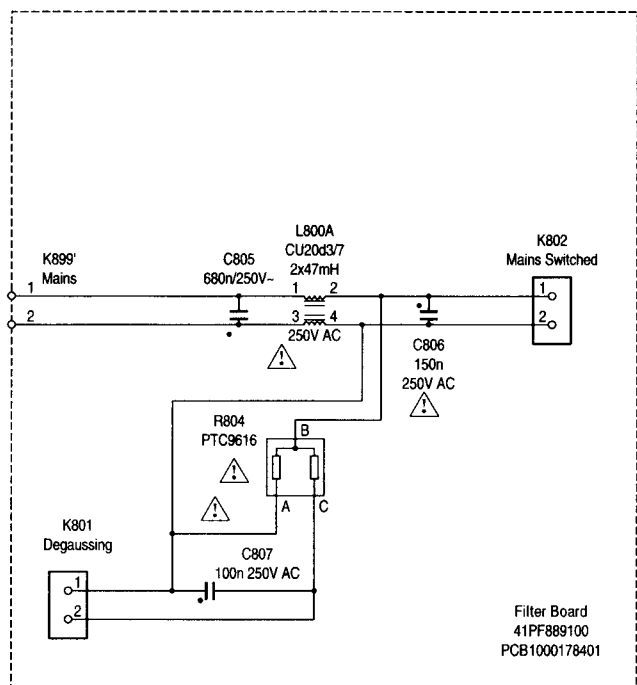 L800A
CU20d3/7
2x47mH
K899'
Mains
C805
680n/250V~
K802
Mains Switched
1
1 2
1
2
3 4
2
250V AC
C806
150n
250V AC
R804
PTC9616
B
A C
K801
Degaussing
C807
100n 250V AC
1
2
Filter Board
41PF889100
PCB1000178401